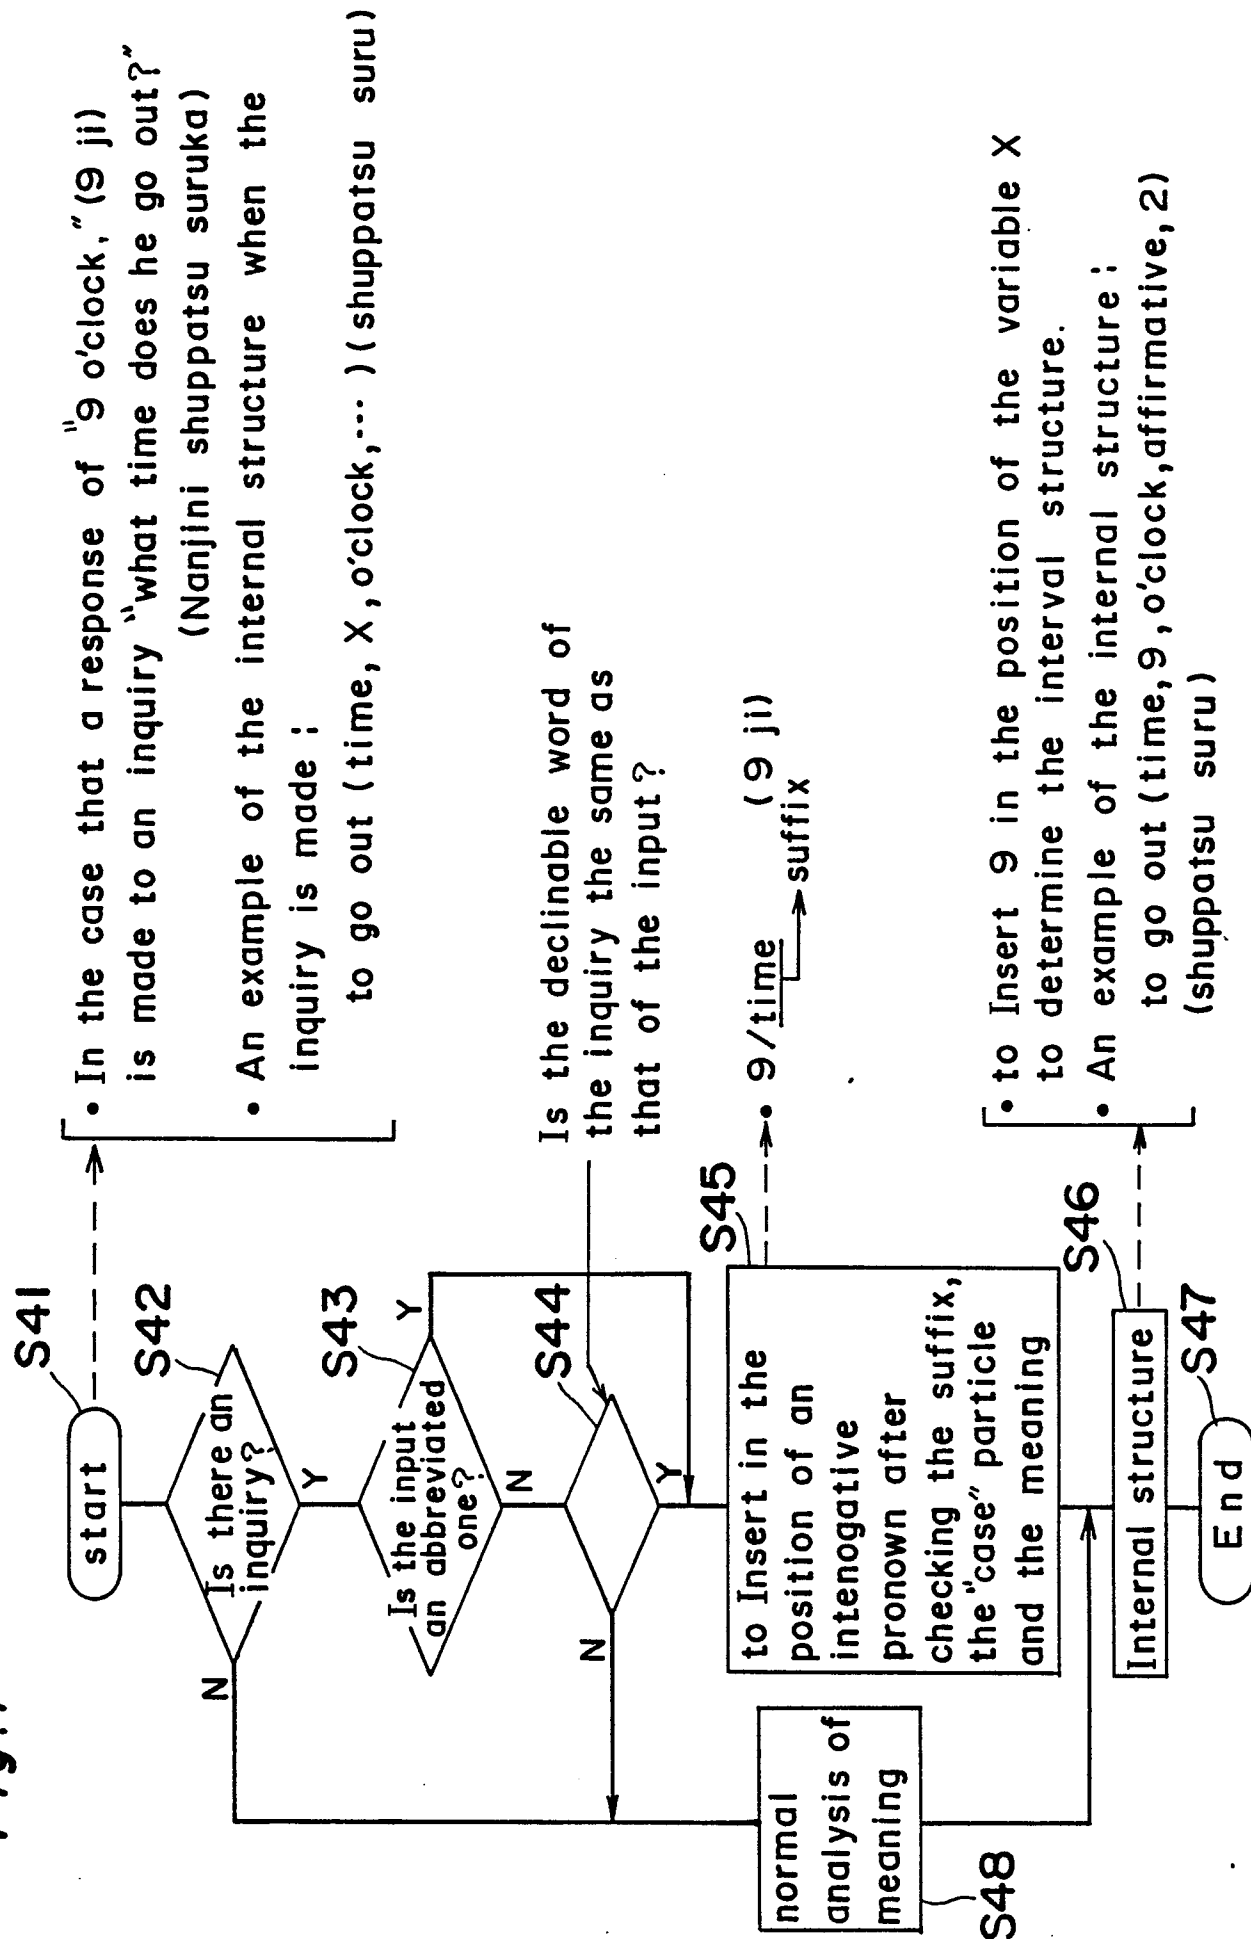 S41
start
• In the case that a response of "9 o'clock," (9 ji)
is made to an inquiry "what time does he go out?"
(Nanjini shuppatsu suruka)
• An example of the internal structure when the
inquiry is made ;
to go out (time, X, o'clock, ··· ) (shuppatsu suru)
S42
Is there an
inquiry?
N
Y
S43
Is the input
an abbreviated
one?
Y
N
S44
Is the declinable word of
the inquiry the same as
that of the input?
N
Y
S45
to Insert in the
position of an
intenogative
pronown after
checking the suffix,
the "case" particle
and the meaning
• 9/time (9 ji)
suffix
normal
analysis of
meaning
S48
S46
Internal structure
• to Insert 9 in the position of the variable X
to determine the interval structure.
• An example of the internal structure ;
to go out (time, 9, o'clock, affirmative, 2)
(shuppatsu suru)
S47
End